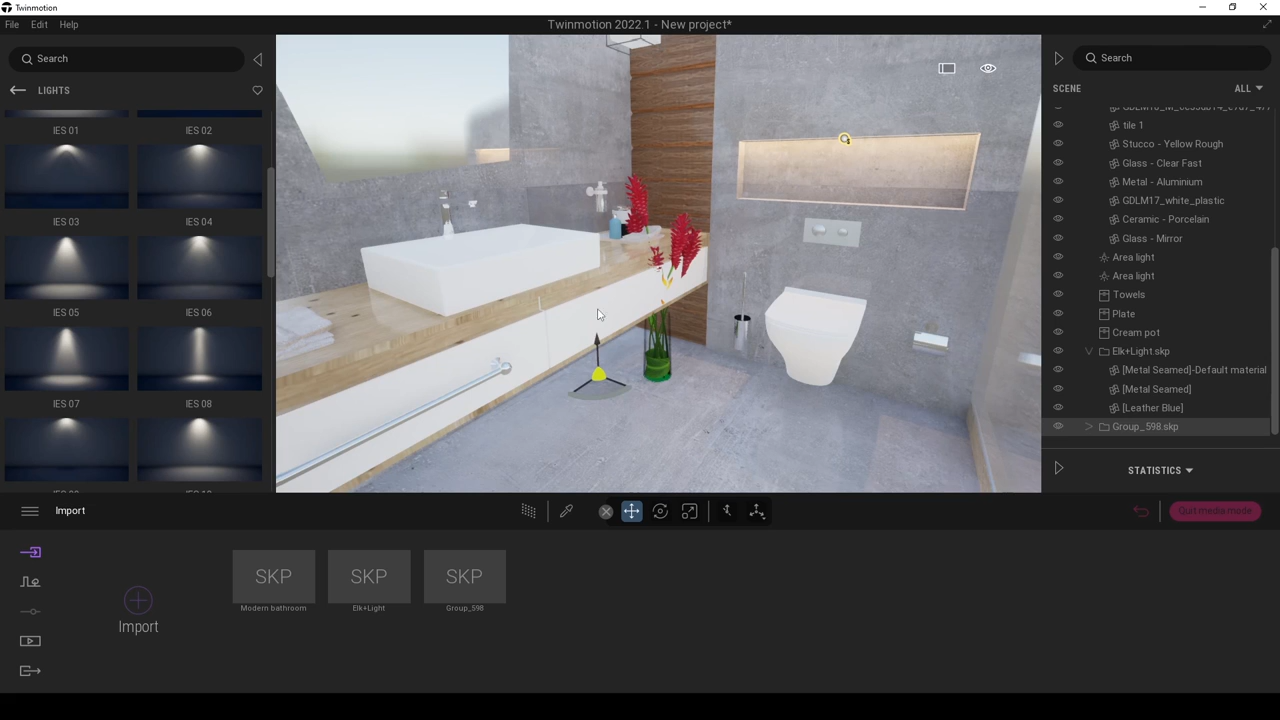 Twinmotion
File Edit Help
Twinmotion 2022.1 - New project*
Search
LIGHTS
IES 01
IES 02
IES 03
IES 04
IES 05
IES 06
IES 07
IES 08
Search
SCENE
ALL
tile 1
Stucco - Yellow Rough
Glass - Clear Fast
Metal - Aluminium
GDLM17_white_plastic
Ceramic - Porcelain
Glass - Mirror
Area light
Area light
Towels
Plate
Cream pot
Elk+Light.skp
[Metal Seamed]-Default material
[Metal Seamed]
[Leather Blue]
Group_598.skp
STATISTICS
Import
Quit media mode
Import
SKP
Modern bathroom
SKP
Elk+Light
SKP
Group_598